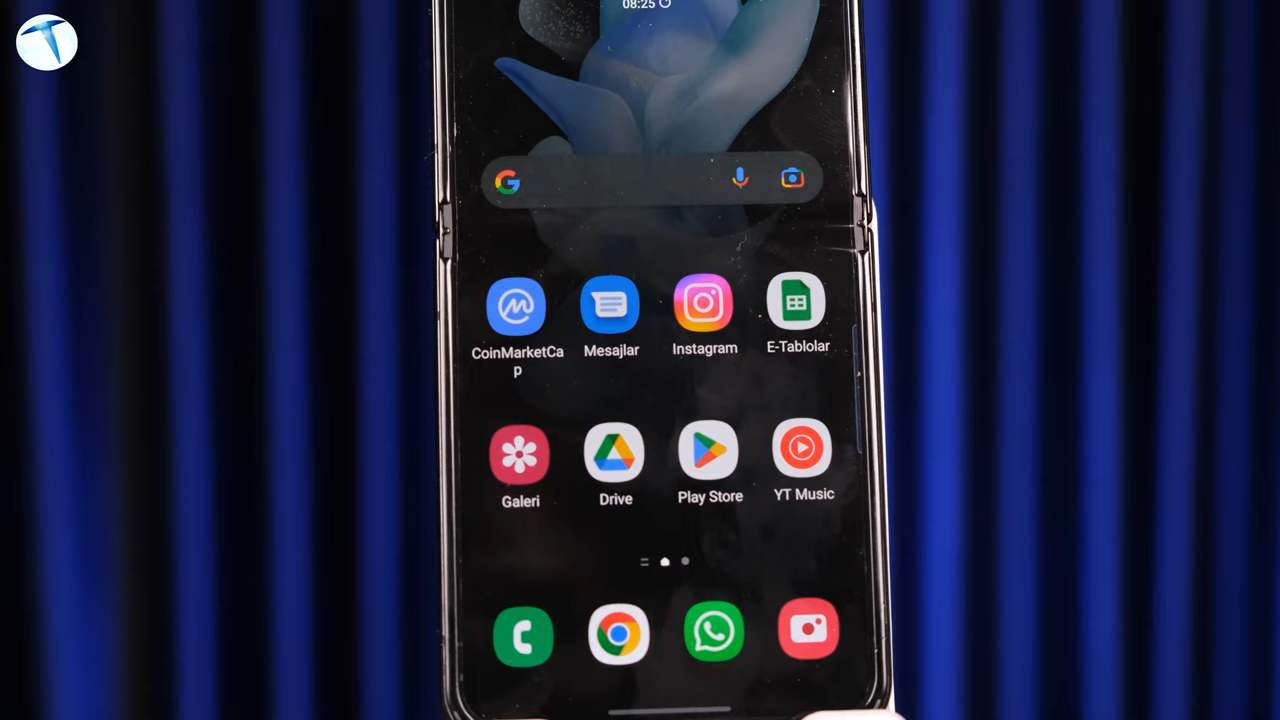 08:25
CoinMarketCa
p
Mesajlar
Instagram
E-Tablolar
Galeri
Drive
Play Store
YT Music